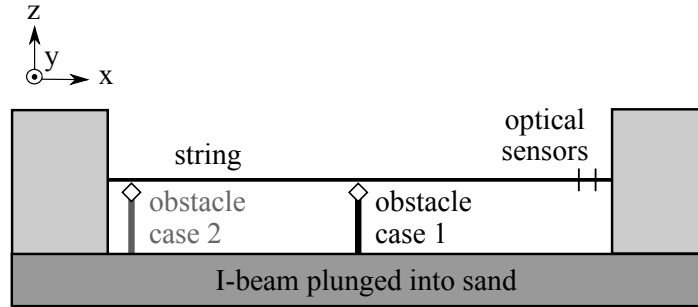 z
y
x
string
optical
sensors
obstacle
case 2
obstacle
case 1
I-beam plunged into sand